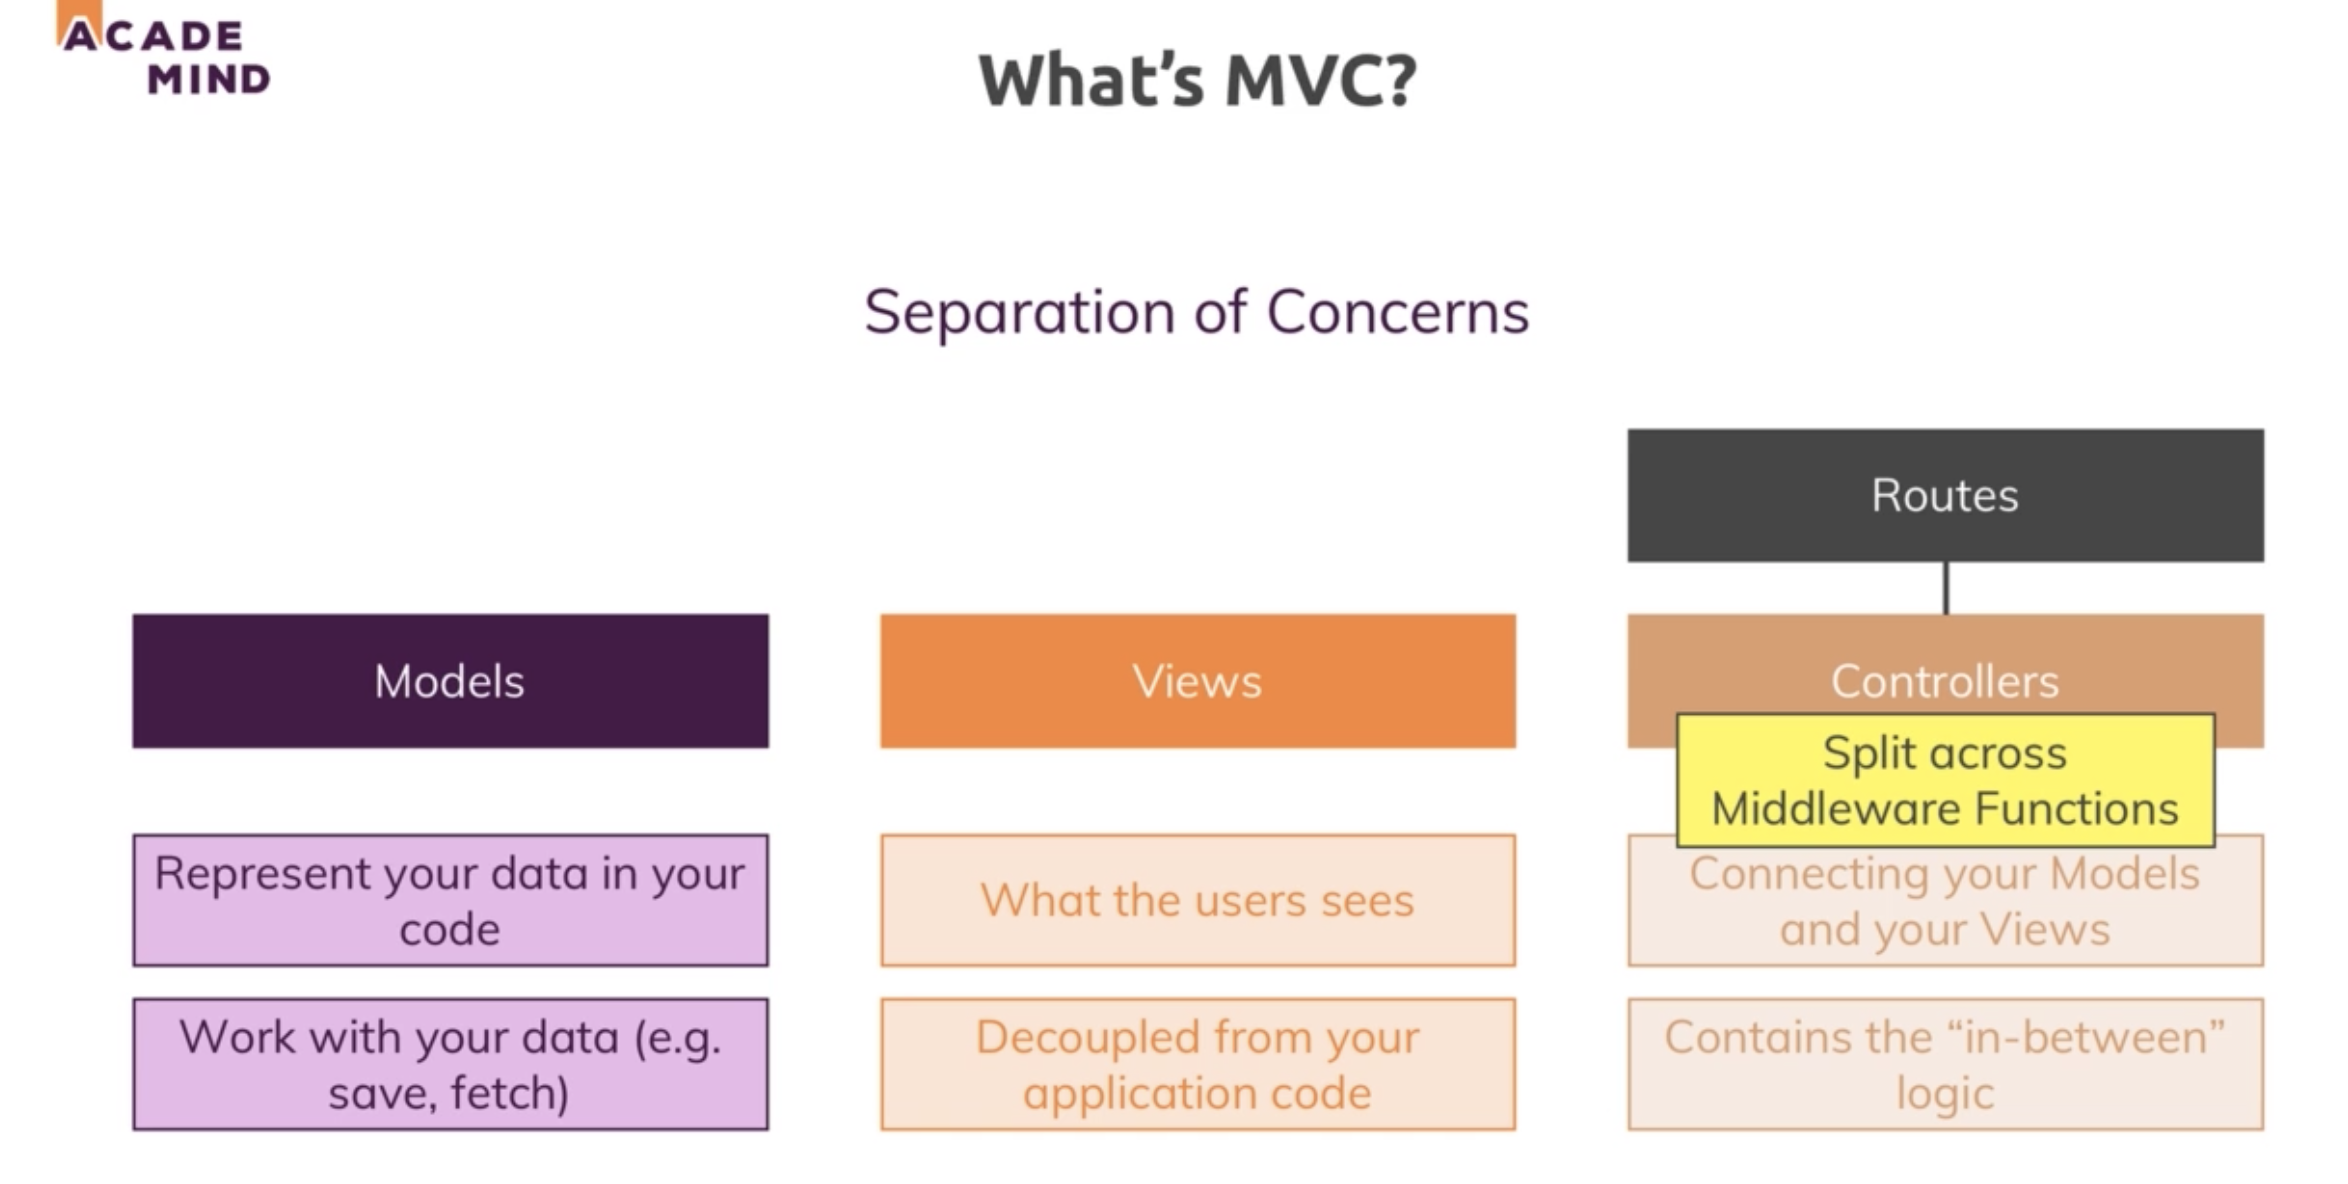 ACADE
MIND
What's MVC?
Separation of Concerns
Routes
Models
Views
Controllers
Split across
Middleware Functions
Represent your data in your
code
What the users sees
Connecting your Models
and your Views
Work with your data (e.g.
save, fetch)
Decoupled from your
application code
Contains the “in-between”
logic